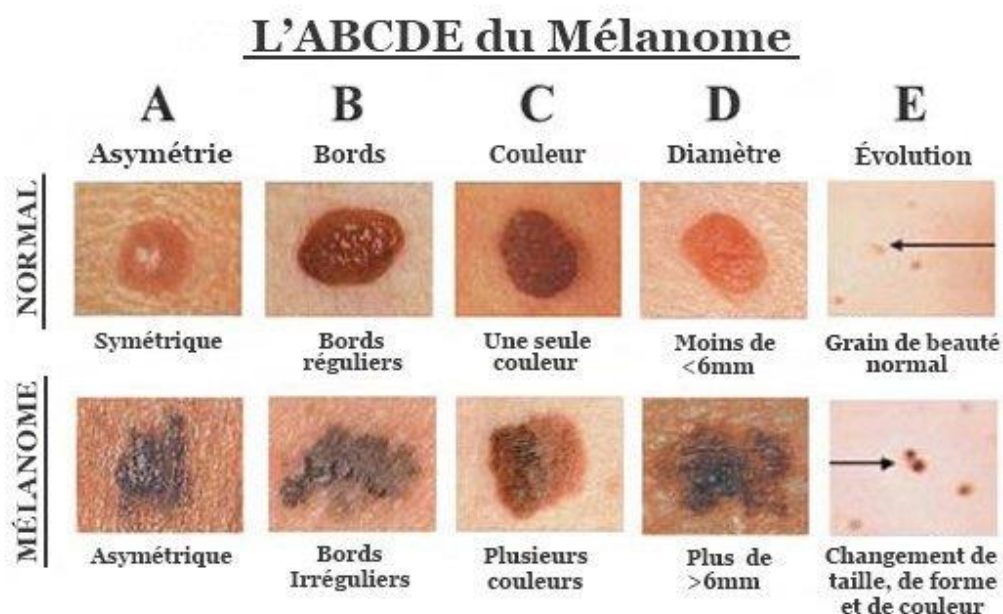 L'ABCDE du Mélanome
A B C D E
Asymétrie Bords Couleur Diamètre Évolution
NORMAL
Symétrique Bords Une seule Moins de Grain de beauté
réguliers couleur <6mm normal
MÉLANOME
Asymétrique Bords Plusieurs Plus de Changement de
Irréguliers couleurs >6mm taille, de forme
et de couleur